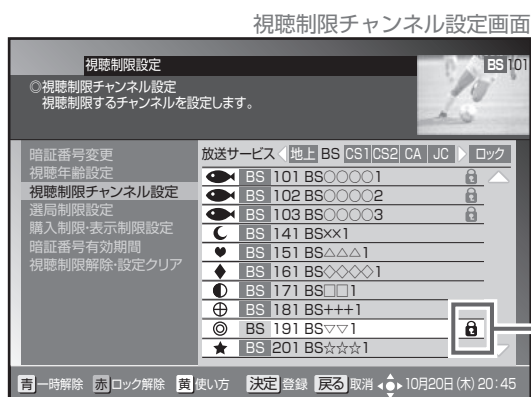 視聴制限チャンネル設定画面
視聴制限設定
BS 101
◎視聴制限チャンネル設定
視聴制限するチャンネルを設定します。
暗証番号変更
視聴年齢設定
視聴制限チャンネル設定
選局制限設定
購入制限・表示制限設定
暗証番号有効期間
視聴制限解除・設定クリア
放送サービス 地上 BS CS1 CS2 CA JC ロック
BS 101 BS○○○○1
BS 102 BS○○○○2
BS 103 BS○○○○3
BS 141 BS××1
BS 151 BS△△△1
BS 161 BS◇◇◇◇1
BS 171 BS□□1
BS 181 BS+++1
BS 191 BS▽▽1
BS 201 BS☆☆☆1
青 一時解除 赤 ロック解除 黄 使い方 決定 登録 戻る 取消 10月20日(木) 20:45